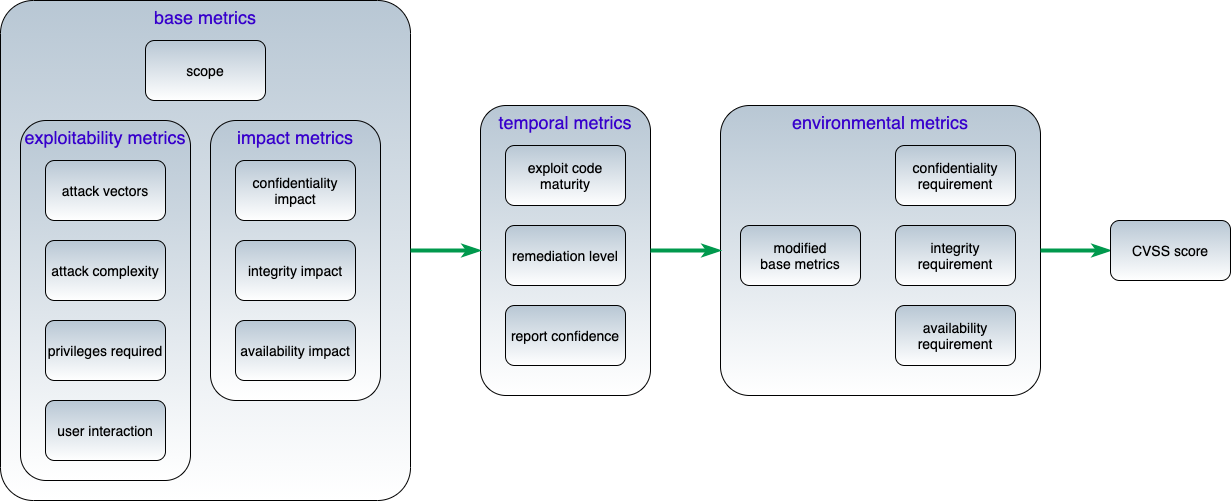 base metrics
scope
exploitability metrics
attack vectors
attack complexity
privileges required
user interaction
impact metrics
confidentiality
impact
integrity impact
availability impact
temporal metrics
exploit code
maturity
remediation level
report confidence
environmental metrics
modified
base metrics
confidentiality
requirement
integrity
requirement
availability
requirement
CVSS score